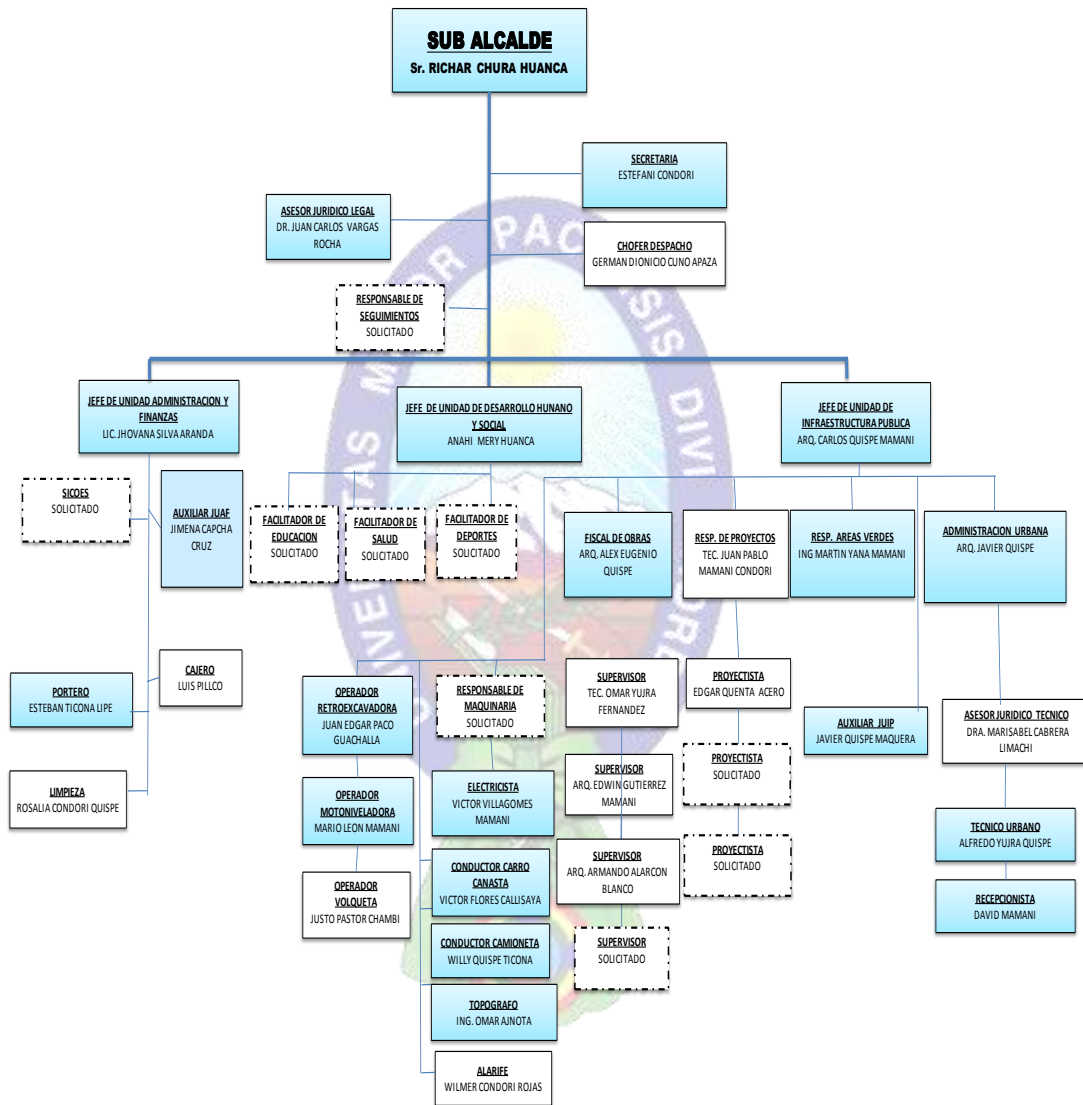 SUB ALCALDE
Sr. RICHAR CHURA HUANCA
SECRETARIA
ESTEFANI CONDORI
ASESOR JURIDICO LEGAL
DR. JUAN CARLOS VARGAS
ROCHA
CHOFER DESPACHO
GERMAN DIONICIO CUNO APAZA
RESPONSABLE DE
SEGUIMIENTOS
SOLICITADO
JEFE DE UNIDAD ADMINISTRACION Y
FINANZAS
LIC. JHOVANA SILVA ARANDA
JEFE DE UNIDAD DE DESARROLLO HUNANO
Y SOCIAL
ANAHI MERY HUANCA
JEFE DE UNIDAD DE
INFRAESTRUCTURA PUBLICA
ARQ. CARLOS QUISPE MAMANI
SICOES
SOLICITADO
AUXILIAR JUAF
JIMENA CAPCHA
CRUZ
FACILITADOR DE
EDUCACION
SOLICITADO
FACILITADOR DE
SALUD
SOLICITADO
FACILITADOR DE
DEPORTES
SOLICITADO
FISCAL DE OBRAS
ARQ. ALEX EUGENIO
QUISPE
RESP. DE PROYECTOS
TEC. JUAN PABLO
MAMANI CONDORI
RESP. AREAS VERDES
ING MARTIN YANA MAMANI
ADMINISTRACION URBANA
ARQ. JAVIER QUISPE
CAJERO
LUIS PILLCO
PORTERO
ESTEBAN TICONA LIPE
LIMPIEZA
ROSALIA CONDORI QUISPE
OPERADOR
RETROEXCAVADORA
JUAN EDGAR PACO
GUACHALLA
RESPONSABLE DE
MAQUINARIA
SOLICITADO
SUPERVISOR
TEC. OMAR YUJRA
FERNANDEZ
PROYECTISTA
EDGAR QUENTA ACERO
AUXILIAR JUIP
JAVIER QUISPE MAQUERA
ASESOR JURIDICO TECNICO
DRA. MARISABEL CABRERA
LIMACHI
OPERADOR
MOTONIVELADORA
MARIO LEON MAMANI
ELECTRICISTA
VICTOR VILLAGOMES
MAMANI
SUPERVISOR
ARQ. EDWIN GUTIERREZ
MAMANI
PROYECTISTA
SOLICITADO
TECNICO URBANO
ALFREDO YUJRA QUISPE
OPERADOR
VOLQUETA
JUSTO PASTOR CHAMBI
CONDUCTOR CARRO
CANASTA
VICTOR FLORES CALLISAYA
SUPERVISOR
ARQ. ARMANDO ALARCON
BLANCO
PROYECTISTA
SOLICITADO
RECEPCIONISTA
DAVID MAMANI
CONDUCTOR CAMIONETA
WILLY QUISPE TICONA
SUPERVISOR
SOLICITADO
TOPOGRAFO
ING. OMAR AJNOTA
ALARIFE
WILMER CONDORI ROJAS